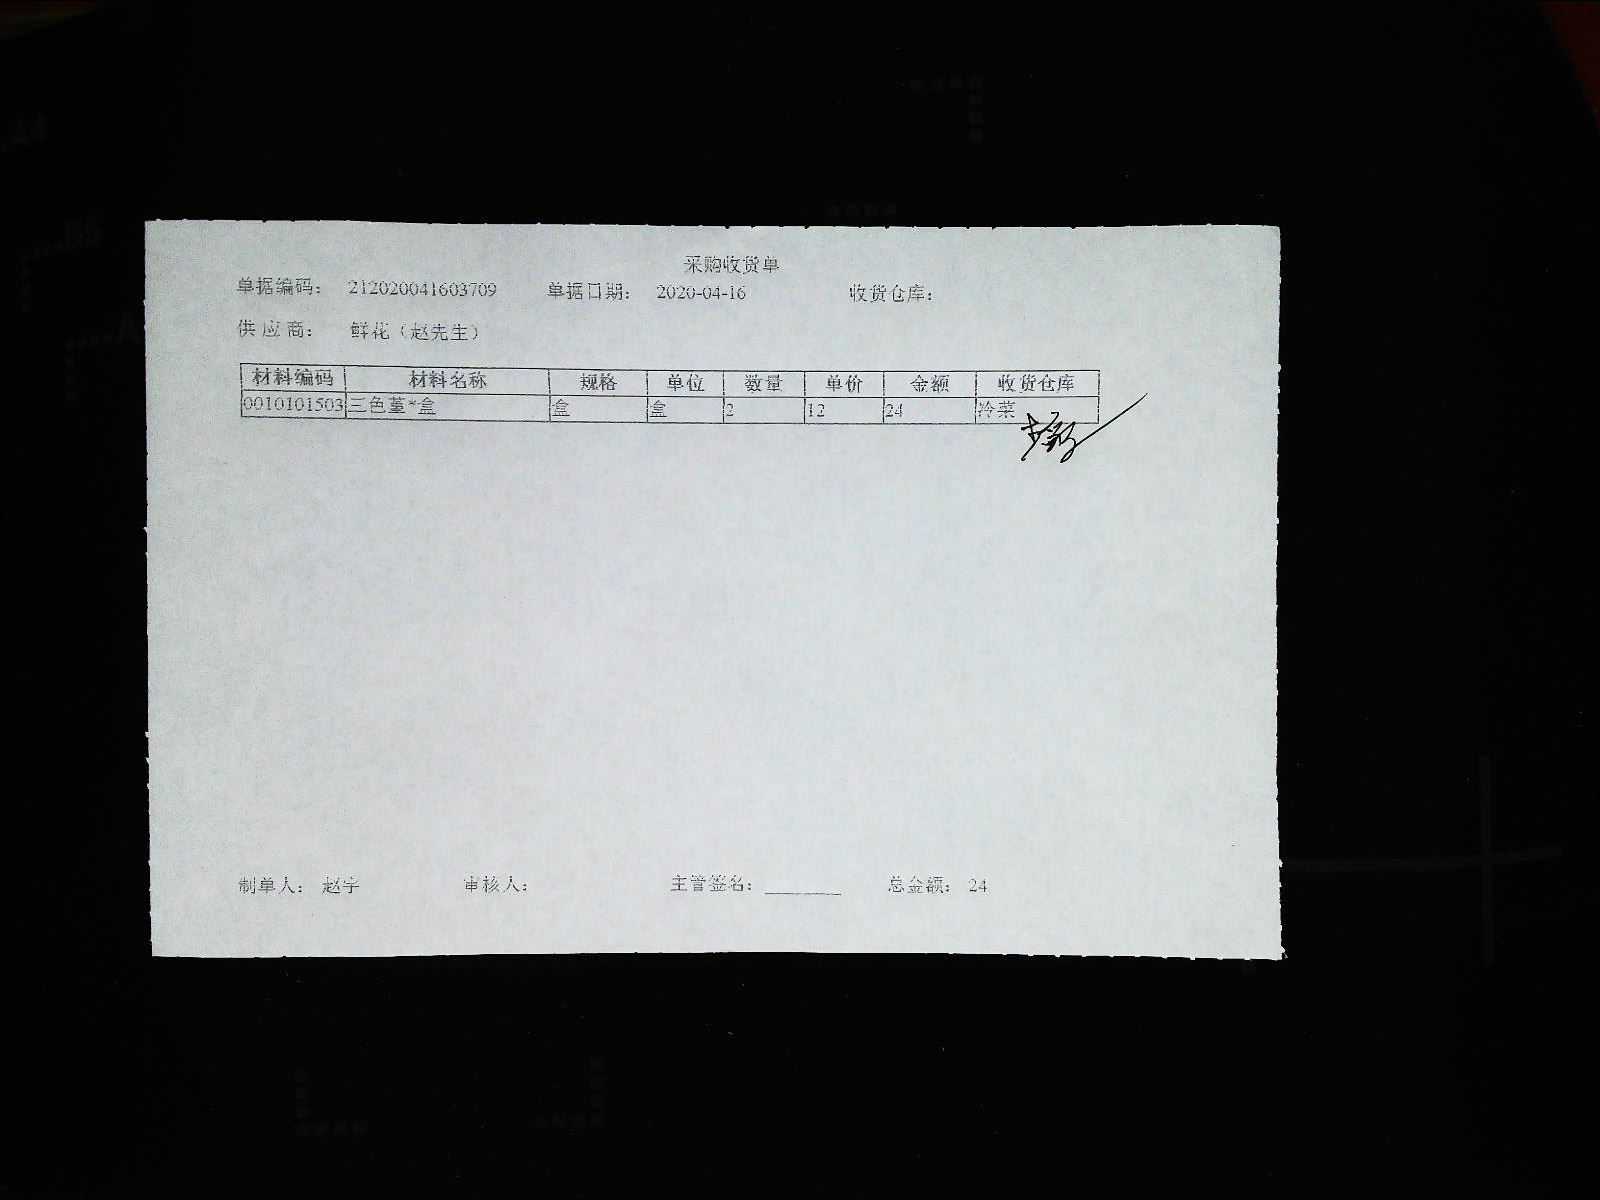 采购收货单
单据编码: 212020041603709 单据日期: 2020-04-16 收货仓库:
供应商: 鲜花（赵先生）
材料编码 材料名称 规格 单位 数量 单价 金额 收货仓库
0010101503 三色堇*盒 盒 盒 2 12 24 冷菜
制单人: 赵宇 审核人: 主管签名: ________ 总金额: 24